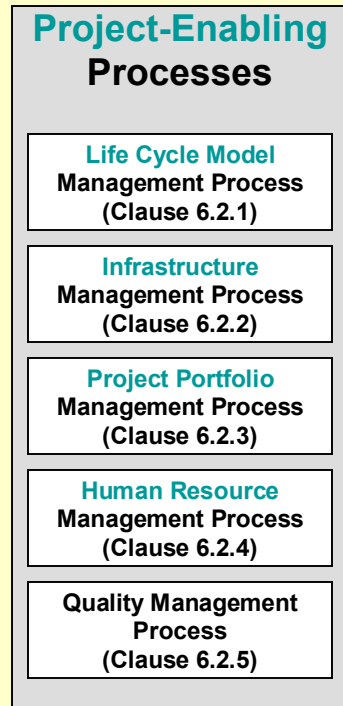 Project-Enabling
Processes
Life Cycle Model
Management Process
(Clause 6.2.1)
Infrastructure
Management Process
(Clause 6.2.2)
Project Portfolio
Management Process
(Clause 6.2.3)
Human Resource
Management Process
(Clause 6.2.4)
Quality Management
Process
(Clause 6.2.5)